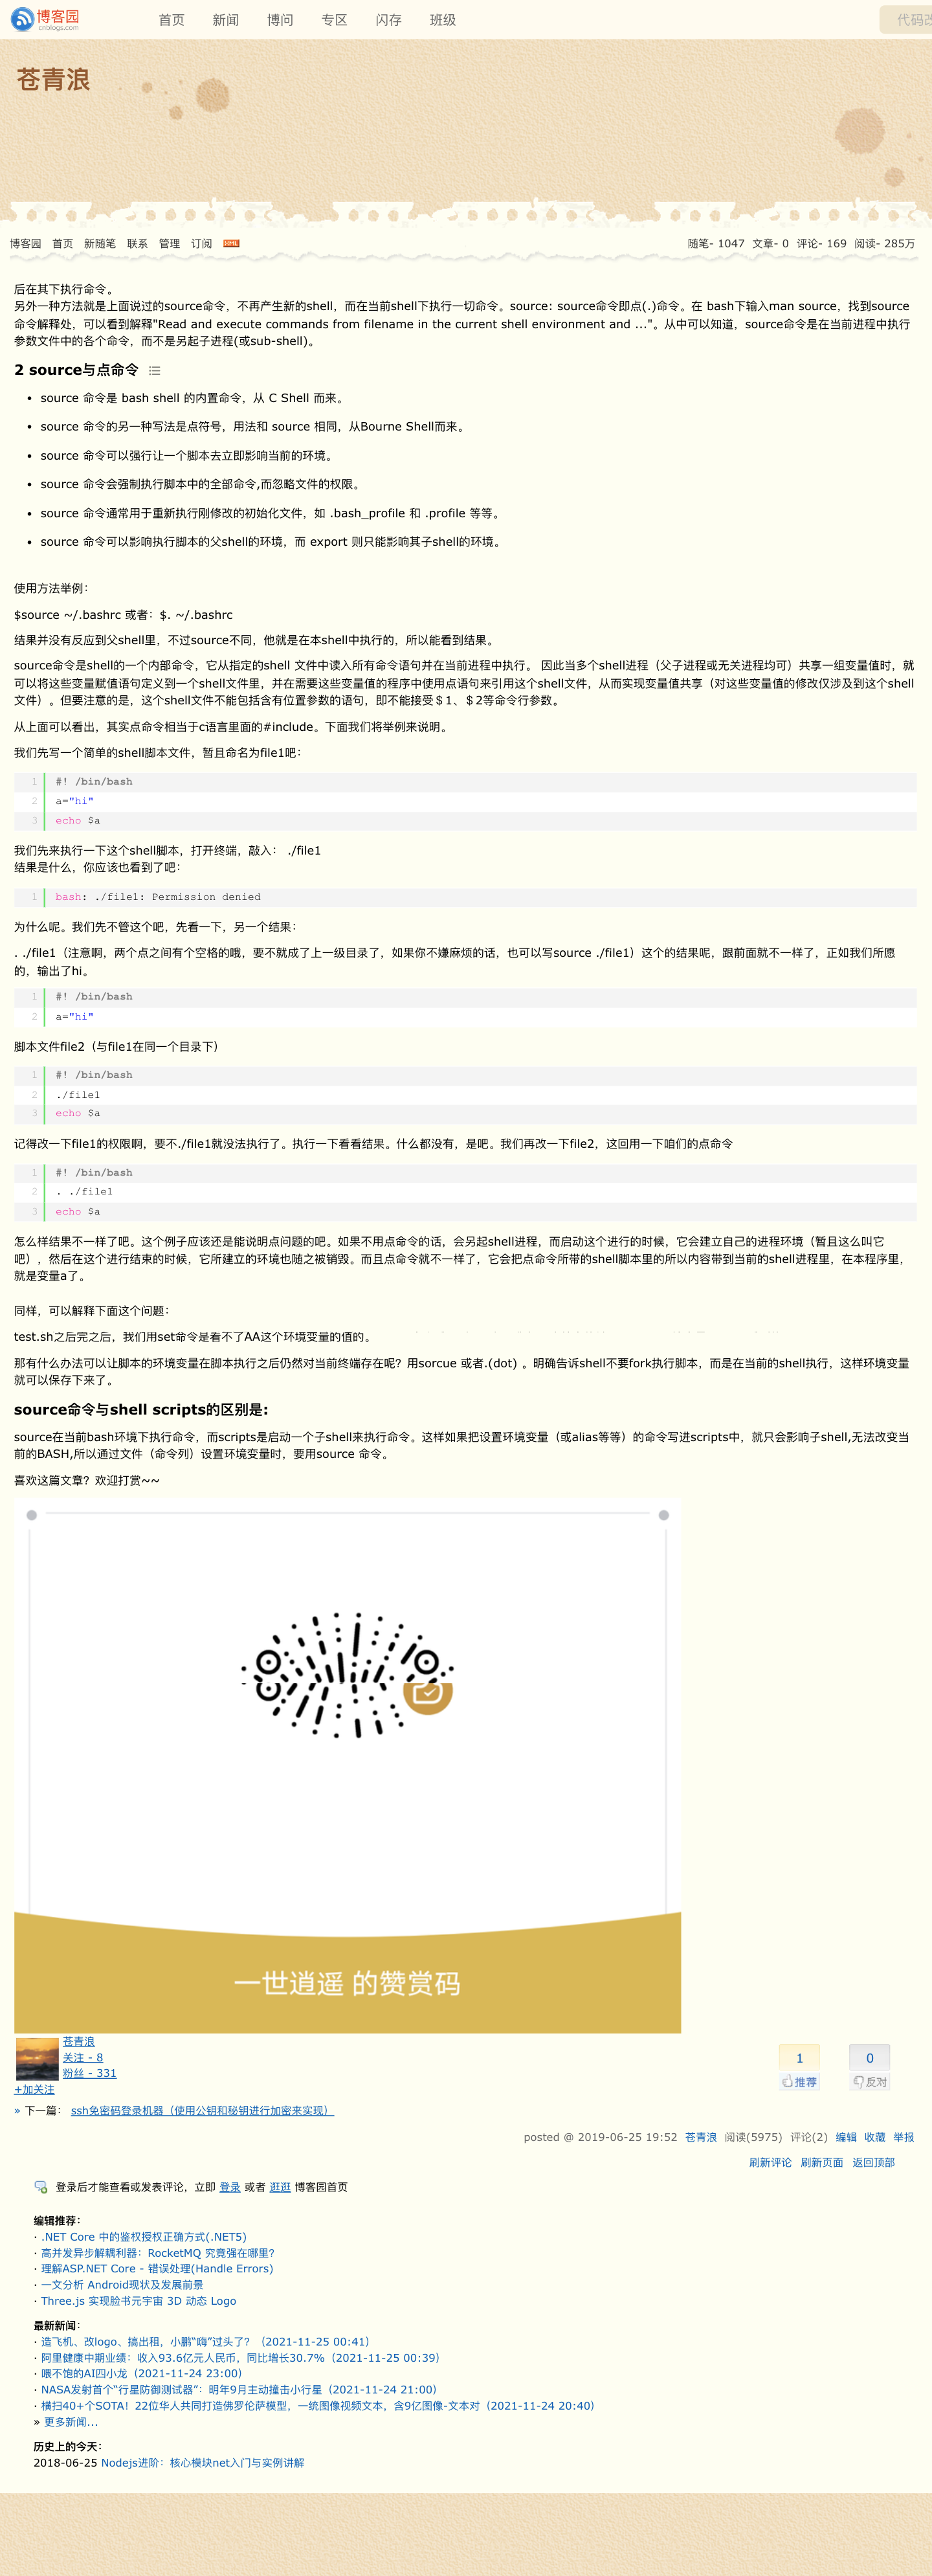 博客园
cnblogs.com
首页 新闻 博问 专区 闪存 班级
代码改
苍青浪
博客园 首页 新随笔 联系 管理 订阅 XML
随笔- 1047 文章- 0 评论- 169 阅读- 285万
后在其下执行命令。
另外一种方法就是上面说过的source命令，不再产生新的shell，而在当前shell下执行一切命令。source: source命令即点(.)命令。在 bash下输入man source，找到source
命令解释处，可以看到解释"Read and execute commands from filename in the current shell environment and ..."。从中可以知道，source命令是在当前进程中执行
参数文件中的各个命令，而不是另起子进程(或sub-shell)。
2 source与点命令
• source 命令是 bash shell 的内置命令，从 C Shell 而来。
• source 命令的另一种写法是点符号，用法和 source 相同，从Bourne Shell而来。
• source 命令可以强行让一个脚本去立即影响当前的环境。
• source 命令会强制执行脚本中的全部命令,而忽略文件的权限。
• source 命令通常用于重新执行刚修改的初始化文件，如 .bash_profile 和 .profile 等等。
• source 命令可以影响执行脚本的父shell的环境，而 export 则只能影响其子shell的环境。
使用方法举例：
$source ~/.bashrc 或者：$. ~/.bashrc
结果并没有反应到父shell里，不过source不同，他就是在本shell中执行的，所以能看到结果。
source命令是shell的一个内部命令，它从指定的shell 文件中读入所有命令语句并在当前进程中执行。 因此当多个shell进程（父子进程或无关进程均可）共享一组变量值时，就
可以将这些变量赋值语句定义到一个shell文件里，并在需要这些变量值的程序中使用点语句来引用这个shell文件，从而实现变量值共享（对这些变量值的修改仅涉及到这个shell
文件）。但要注意的是，这个shell文件不能包括含有位置参数的语句，即不能接受＄1、＄2等命令行参数。
从上面可以看出，其实点命令相当于c语言里面的#include。下面我们将举例来说明。
我们先写一个简单的shell脚本文件，暂且命名为file1吧：
1 #! /bin/bash
2 a="hi"
3 echo $a
我们先来执行一下这个shell脚本，打开终端，敲入： ./file1
结果是什么，你应该也看到了吧：
1 bash: ./file1: Permission denied
为什么呢。我们先不管这个吧，先看一下，另一个结果：
. ./file1（注意啊，两个点之间有个空格的哦，要不就成了上一级目录了，如果你不嫌麻烦的话，也可以写source ./file1）这个的结果呢，跟前面就不一样了，正如我们所愿
的，输出了hi。
1 #! /bin/bash
2 a="hi"
脚本文件file2（与file1在同一个目录下）
1 #! /bin/bash
2 ./file1
3 echo $a
记得改一下file1的权限啊，要不./file1就没法执行了。执行一下看看结果。什么都没有，是吧。我们再改一下file2，这回用一下咱们的点命令
1 #! /bin/bash
2 . ./file1
3 echo $a
怎么样结果不一样了吧。这个例子应该还是能说明点问题的吧。如果不用点命令的话，会另起shell进程，而启动这个进行的时候，它会建立自己的进程环境（暂且这么叫它
吧），然后在这个进行结束的时候，它所建立的环境也随之被销毁。而且点命令就不一样了，它会把点命令所带的shell脚本里的所以内容带到当前的shell进程里，在本程序里，
就是变量a了。
同样，可以解释下面这个问题：
test.sh之后完之后，我们用set命令是看不了AA这个环境变量的值的。
那有什么办法可以让脚本的环境变量在脚本执行之后仍然对当前终端存在呢？用sorcue 或者.(dot) 。明确告诉shell不要fork执行脚本，而是在当前的shell执行，这样环境变量
就可以保存下来了。
source命令与shell scripts的区别是:
source在当前bash环境下执行命令，而scripts是启动一个子shell来执行命令。这样如果把设置环境变量（或alias等等）的命令写进scripts中，就只会影响子shell,无法改变当
前的BASH,所以通过文件（命令列）设置环境变量时，要用source 命令。
喜欢这篇文章？欢迎打赏~~
一世逍遥 的赞赏码
苍青浪
关注 - 8
粉丝 - 331
+加关注
1 0
推荐 反对
» 下一篇： ssh免密码登录机器（使用公钥和秘钥进行加密来实现）
posted @ 2019-06-25 19:52 苍青浪 阅读(5975) 评论(2) 编辑 收藏 举报
刷新评论 刷新页面 返回顶部
登录后才能查看或发表评论，立即 登录 或者 逛逛 博客园首页
编辑推荐：
· .NET Core 中的鉴权授权正确方式(.NET5)
· 高并发异步解耦利器：RocketMQ 究竟强在哪里？
· 理解ASP.NET Core - 错误处理(Handle Errors)
· 一文分析 Android现状及发展前景
· Three.js 实现脸书元宇宙 3D 动态 Logo
最新新闻：
· 造飞机、改logo、搞出租，小鹏“嗨”过头了？（2021-11-25 00:41）
· 阿里健康中期业绩：收入93.6亿元人民币，同比增长30.7%（2021-11-25 00:39）
· 喂不饱的AI四小龙（2021-11-24 23:00）
· NASA发射首个“行星防御测试器”：明年9月主动撞击小行星（2021-11-24 21:00）
· 横扫40+个SOTA！22位华人共同打造佛罗伦萨模型，一统图像视频文本，含9亿图像-文本对（2021-11-24 20:40）
» 更多新闻...
历史上的今天：
2018-06-25 Nodejs进阶：核心模块net入门与实例讲解